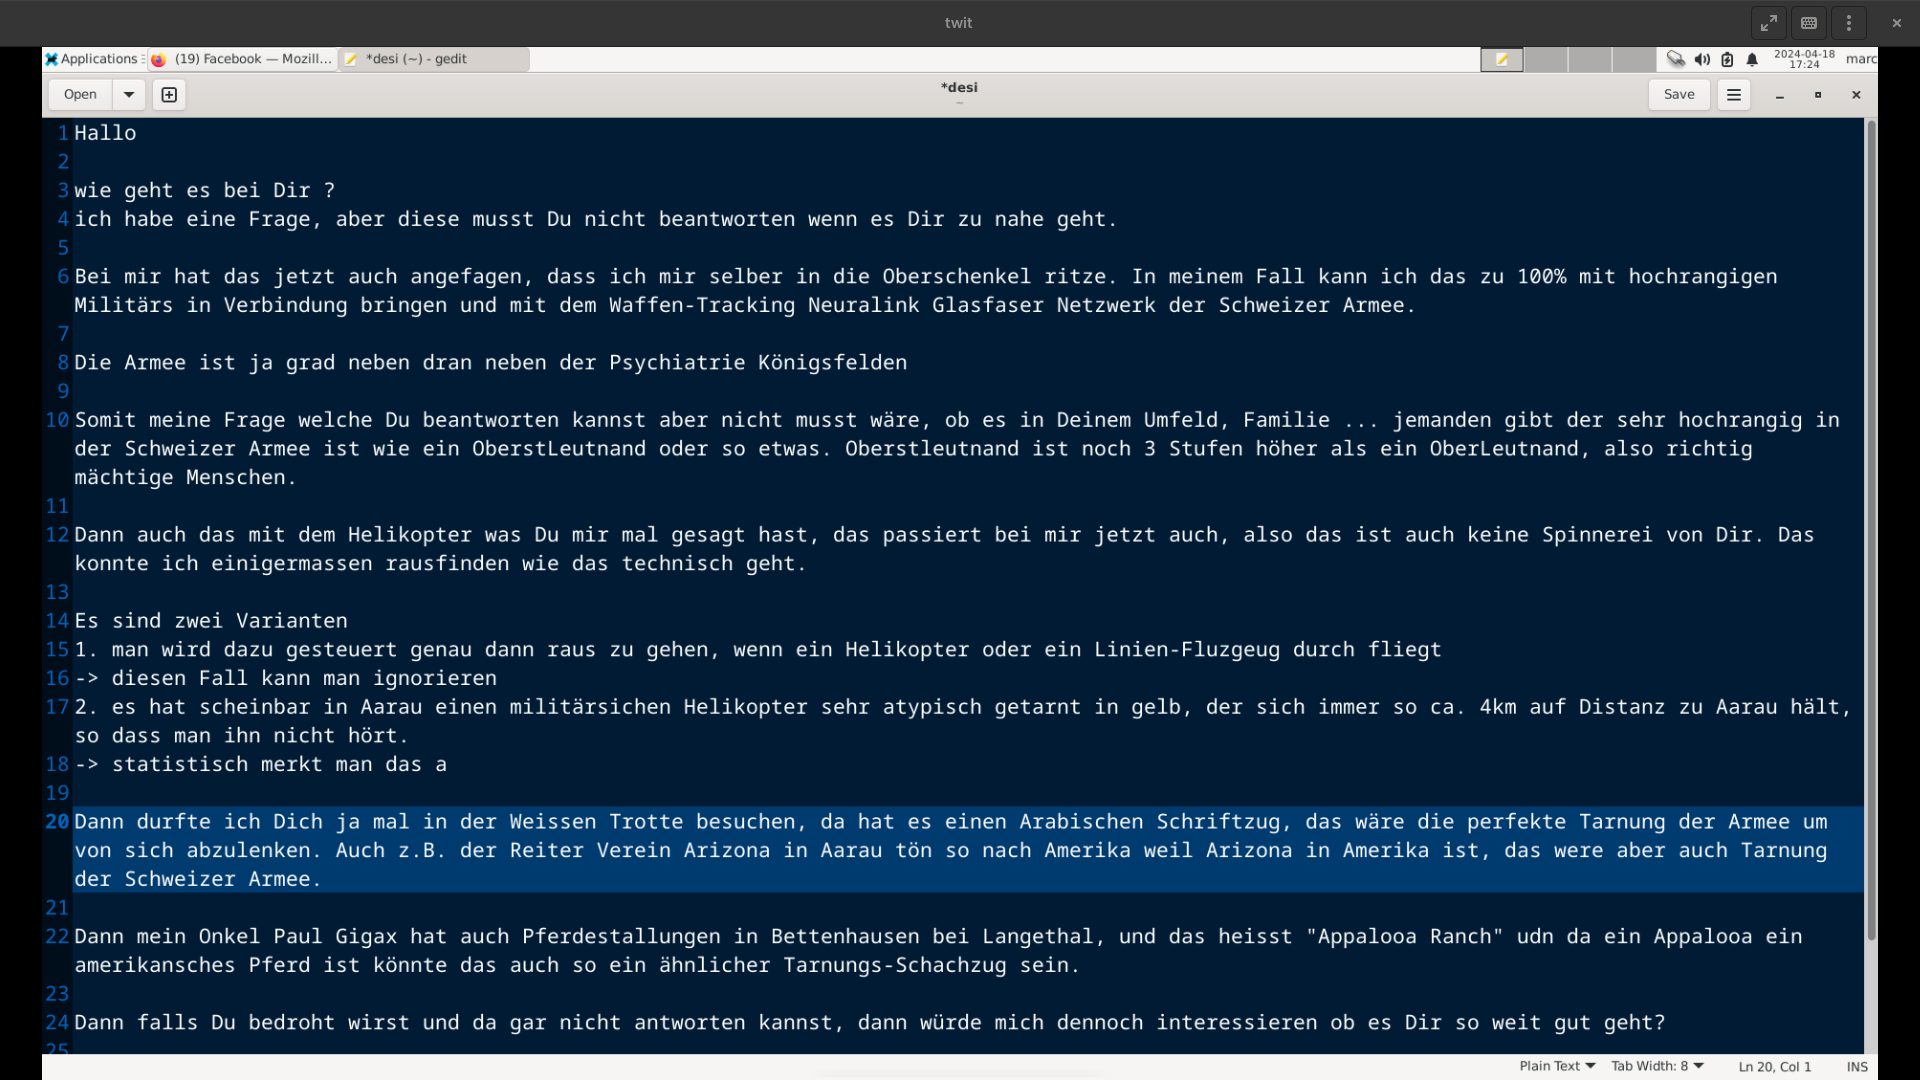 twit
Applications
(19) Facebook — Mozill...
*desi (~) - gedit
2024-04-18
17:24
marc
Open
*desi
~
Save
1 Hallo
2
3 wie geht es bei Dir ?
4 ich habe eine Frage, aber diese musst Du nicht beantworten wenn es Dir zu nahe geht.
5
6 Bei mir hat das jetzt auch angefagen, dass ich mir selber in die Oberschenkel ritze. In meinem Fall kann ich das zu 100% mit hochrangigen
Militärs in Verbindung bringen und mit dem Waffen-Tracking Neuralink Glasfaser Netzwerk der Schweizer Armee.
7
8 Die Armee ist ja grad neben dran neben der Psychiatrie Königsfelden
9
10 Somit meine Frage welche Du beantworten kannst aber nicht musst wäre, ob es in Deinem Umfeld, Familie ... jemanden gibt der sehr hochrangig in
der Schweizer Armee ist wie ein OberstLeutnand oder so etwas. Oberstleutnand ist noch 3 Stufen höher als ein OberLeutnand, also richtig
mächtige Menschen.
11
12 Dann auch das mit dem Helikopter was Du mir mal gesagt hast, das passiert bei mir jetzt auch, also das ist auch keine Spinnerei von Dir. Das
konnte ich einigermassen rausfinden wie das technisch geht.
13
14 Es sind zwei Varianten
15 1. man wird dazu gesteuert genau dann raus zu gehen, wenn ein Helikopter oder ein Linien-Fluzgeug durch fliegt
16 -> diesen Fall kann man ignorieren
17 2. es hat scheinbar in Aarau einen militärsichen Helikopter sehr atypisch getarnt in gelb, der sich immer so ca. 4km auf Distanz zu Aarau hält,
so dass man ihn nicht hört.
18 -> statistisch merkt man das a
19
20 Dann durfte ich Dich ja mal in der Weissen Trotte besuchen, da hat es einen Arabischen Schriftzug, das wäre die perfekte Tarnung der Armee um
von sich abzulenken. Auch z.B. der Reiter Verein Arizona in Aarau tön so nach Amerika weil Arizona in Amerika ist, das were aber auch Tarnung
der Schweizer Armee.
21
22 Dann mein Onkel Paul Gigax hat auch Pferdestallungen in Bettenhausen bei Langethal, und das heisst "Appalooa Ranch" udn da ein Appalooa ein
amerikansches Pferd ist könnte das auch so ein ähnlicher Tarnungs-Schachzug sein.
23
24 Dann falls Du bedroht wirst und da gar nicht antworten kannst, dann würde mich dennoch interessieren ob es Dir so weit gut geht?
25
Plain Text
Tab Width: 8
Ln 20, Col 1
INS